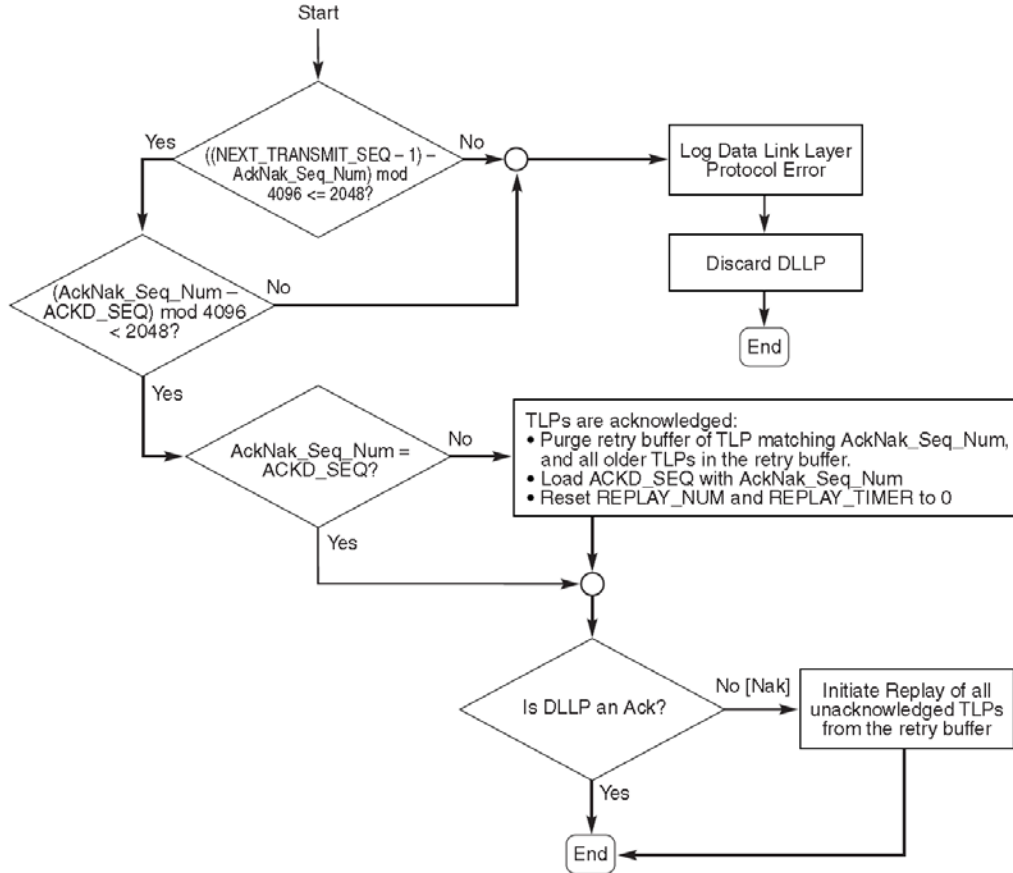 Start
Yes
((NEXT_TRANSMIT_SEQ – 1) –
AckNak_Seq_Num) mod
4096 <= 2048?
No
Log Data Link Layer
Protocol Error
Discard DLLP
End
(AckNak_Seq_Num –
ACKD_SEQ) mod 4096
< 2048?
No
Yes
AckNak_Seq_Num =
ACKD_SEQ?
No
Yes
TLPs are acknowledged:
• Purge retry buffer of TLP matching AckNak_Seq_Num,
and all older TLPs in the retry buffer.
• Load ACKD_SEQ with AckNak_Seq_Num
• Reset REPLAY_NUM and REPLAY_TIMER to 0
Is DLLP an Ack?
No [Nak]
Initiate Replay of all
unacknowledged TLPs
from the retry buffer
Yes
End